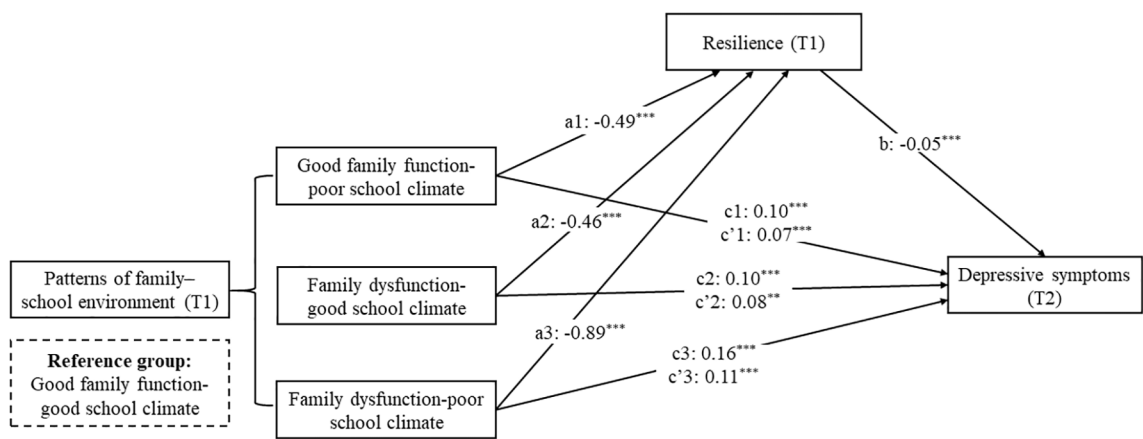 Resilience (T1)
a1: -0.49***
b: -0.05***
Good family function-
poor school climate
c1: 0.10***
c’1: 0.07***
a2: -0.46***
Patterns of family–
school environment (T1)
Family dysfunction-
good school climate
c2: 0.10***
c’2: 0.08**
Depressive symptoms
(T2)
a3: -0.89***
Reference group:
Good family function-
good school climate
c3: 0.16***
c’3: 0.11***
Family dysfunction-poor
school climate